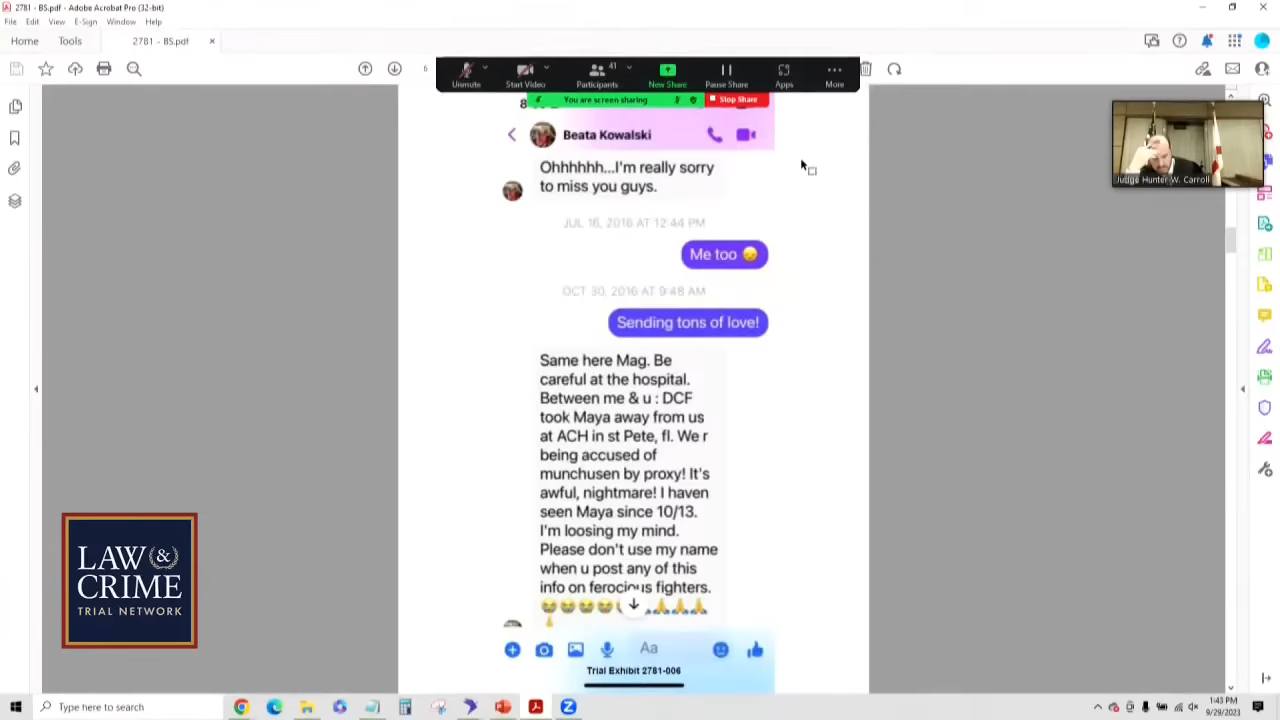 2781 - BS.pdf - Adobe Acrobat Pro (32-bit)
File Edit View E-Sign Window Help
Home Tools 2781 - BS.pdf ×
6
Unmute Start Video Participants 41 New Share Pause Share Apps More
You are screen sharing Stop Share
8
Beata Kowalski
Judge Hunter W. Carroll
Ohhhhhh...I'm really sorry
to miss you guys.
JUL 16, 2016 AT 12:44 PM
Me too 😞
OCT 30, 2016 AT 9:48 AM
Sending tons of love!
Same here Mag. Be
careful at the hospital.
Between me & u : DCF
took Maya away from us
at ACH in st Pete, fl. We r
being accused of
munchusen by proxy! It's
awful, nightmare! I haven
seen Maya since 10/13.
I'm loosing my mind.
Please don't use my name
when u post any of this
info on ferocious fighters.
Aa
Trial Exhibit 2781-006
LAW &
CRIME
TRIAL NETWORK
Type here to search
1:43 PM
9/29/2023